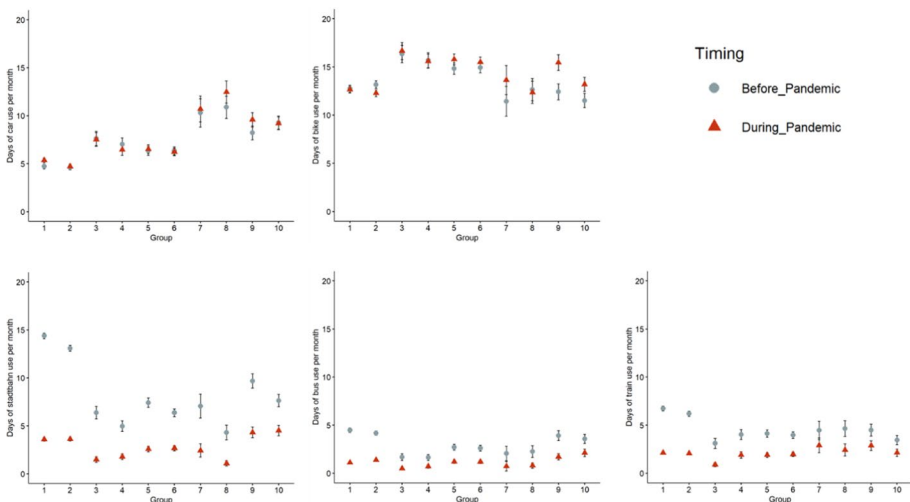 20
15
10
5
0
Days of car use per month
1 2 3 4 5 6 7 8 9 10
Group
20
15
10
5
0
Days of bike use per month
1 2 3 4 5 6 7 8 9 10
Group
Timing
Before_Pandemic
During_Pandemic
20
15
10
5
0
Days of stadtbahn use per month
1 2 3 4 5 6 7 8 9 10
Group
20
15
10
5
0
Days of bus use per month
1 2 3 4 5 6 7 8 9 10
Group
20
15
10
5
0
Days of train use per month
1 2 3 4 5 6 7 8 9 10
Group